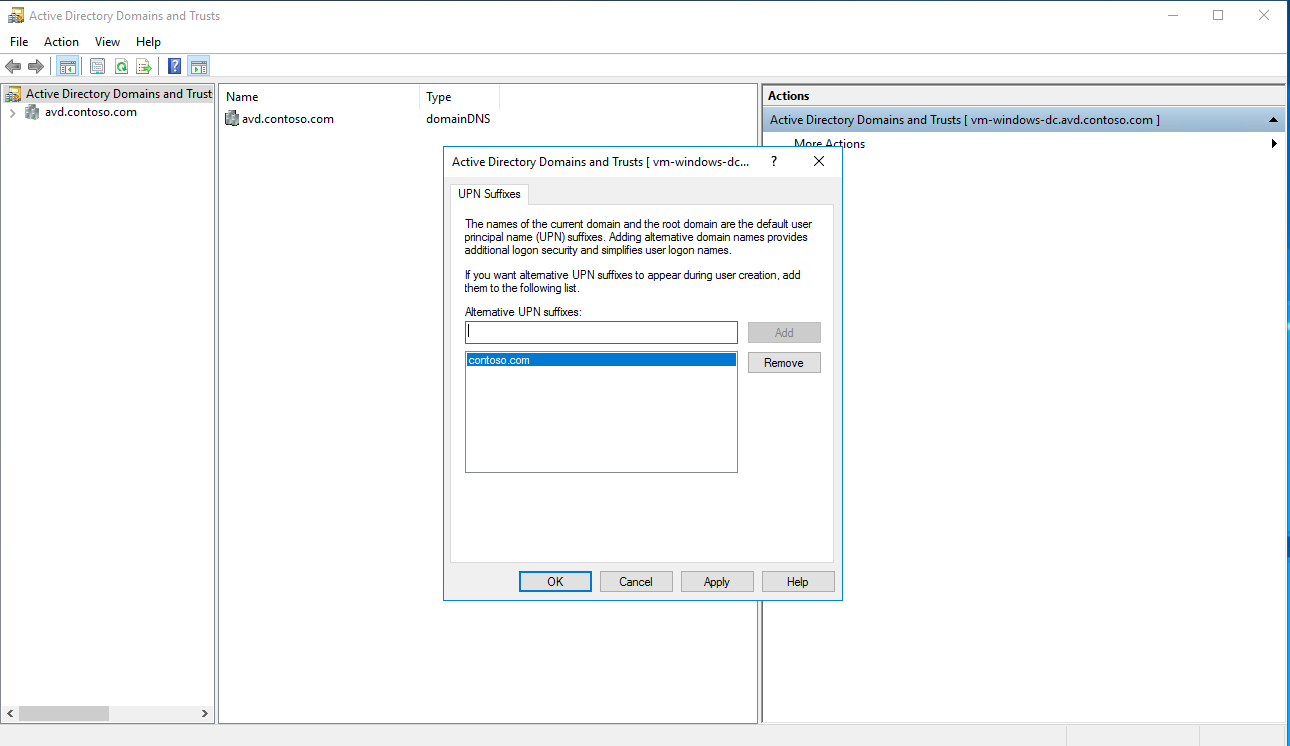 Active Directory Domains and Trusts
File Action View Help
Active Directory Domains and Trust
avd.contoso.com
Name Type
avd.contoso.com domainDNS
Actions
Active Directory Domains and Trusts [ vm-windows-dc.avd.contoso.com ]
More Actions
Active Directory Domains and Trusts [ vm-windows-dc... ?
UPN Suffixes
The names of the current domain and the root domain are the default user
principal name (UPN) suffixes. Adding alternative domain names provides
additional logon security and simplifies user logon names.
If you want alternative UPN suffixes to appear during user creation, add
them to the following list.
Alternative UPN suffixes:
Add
contoso.com
Remove
OK Cancel Apply Help